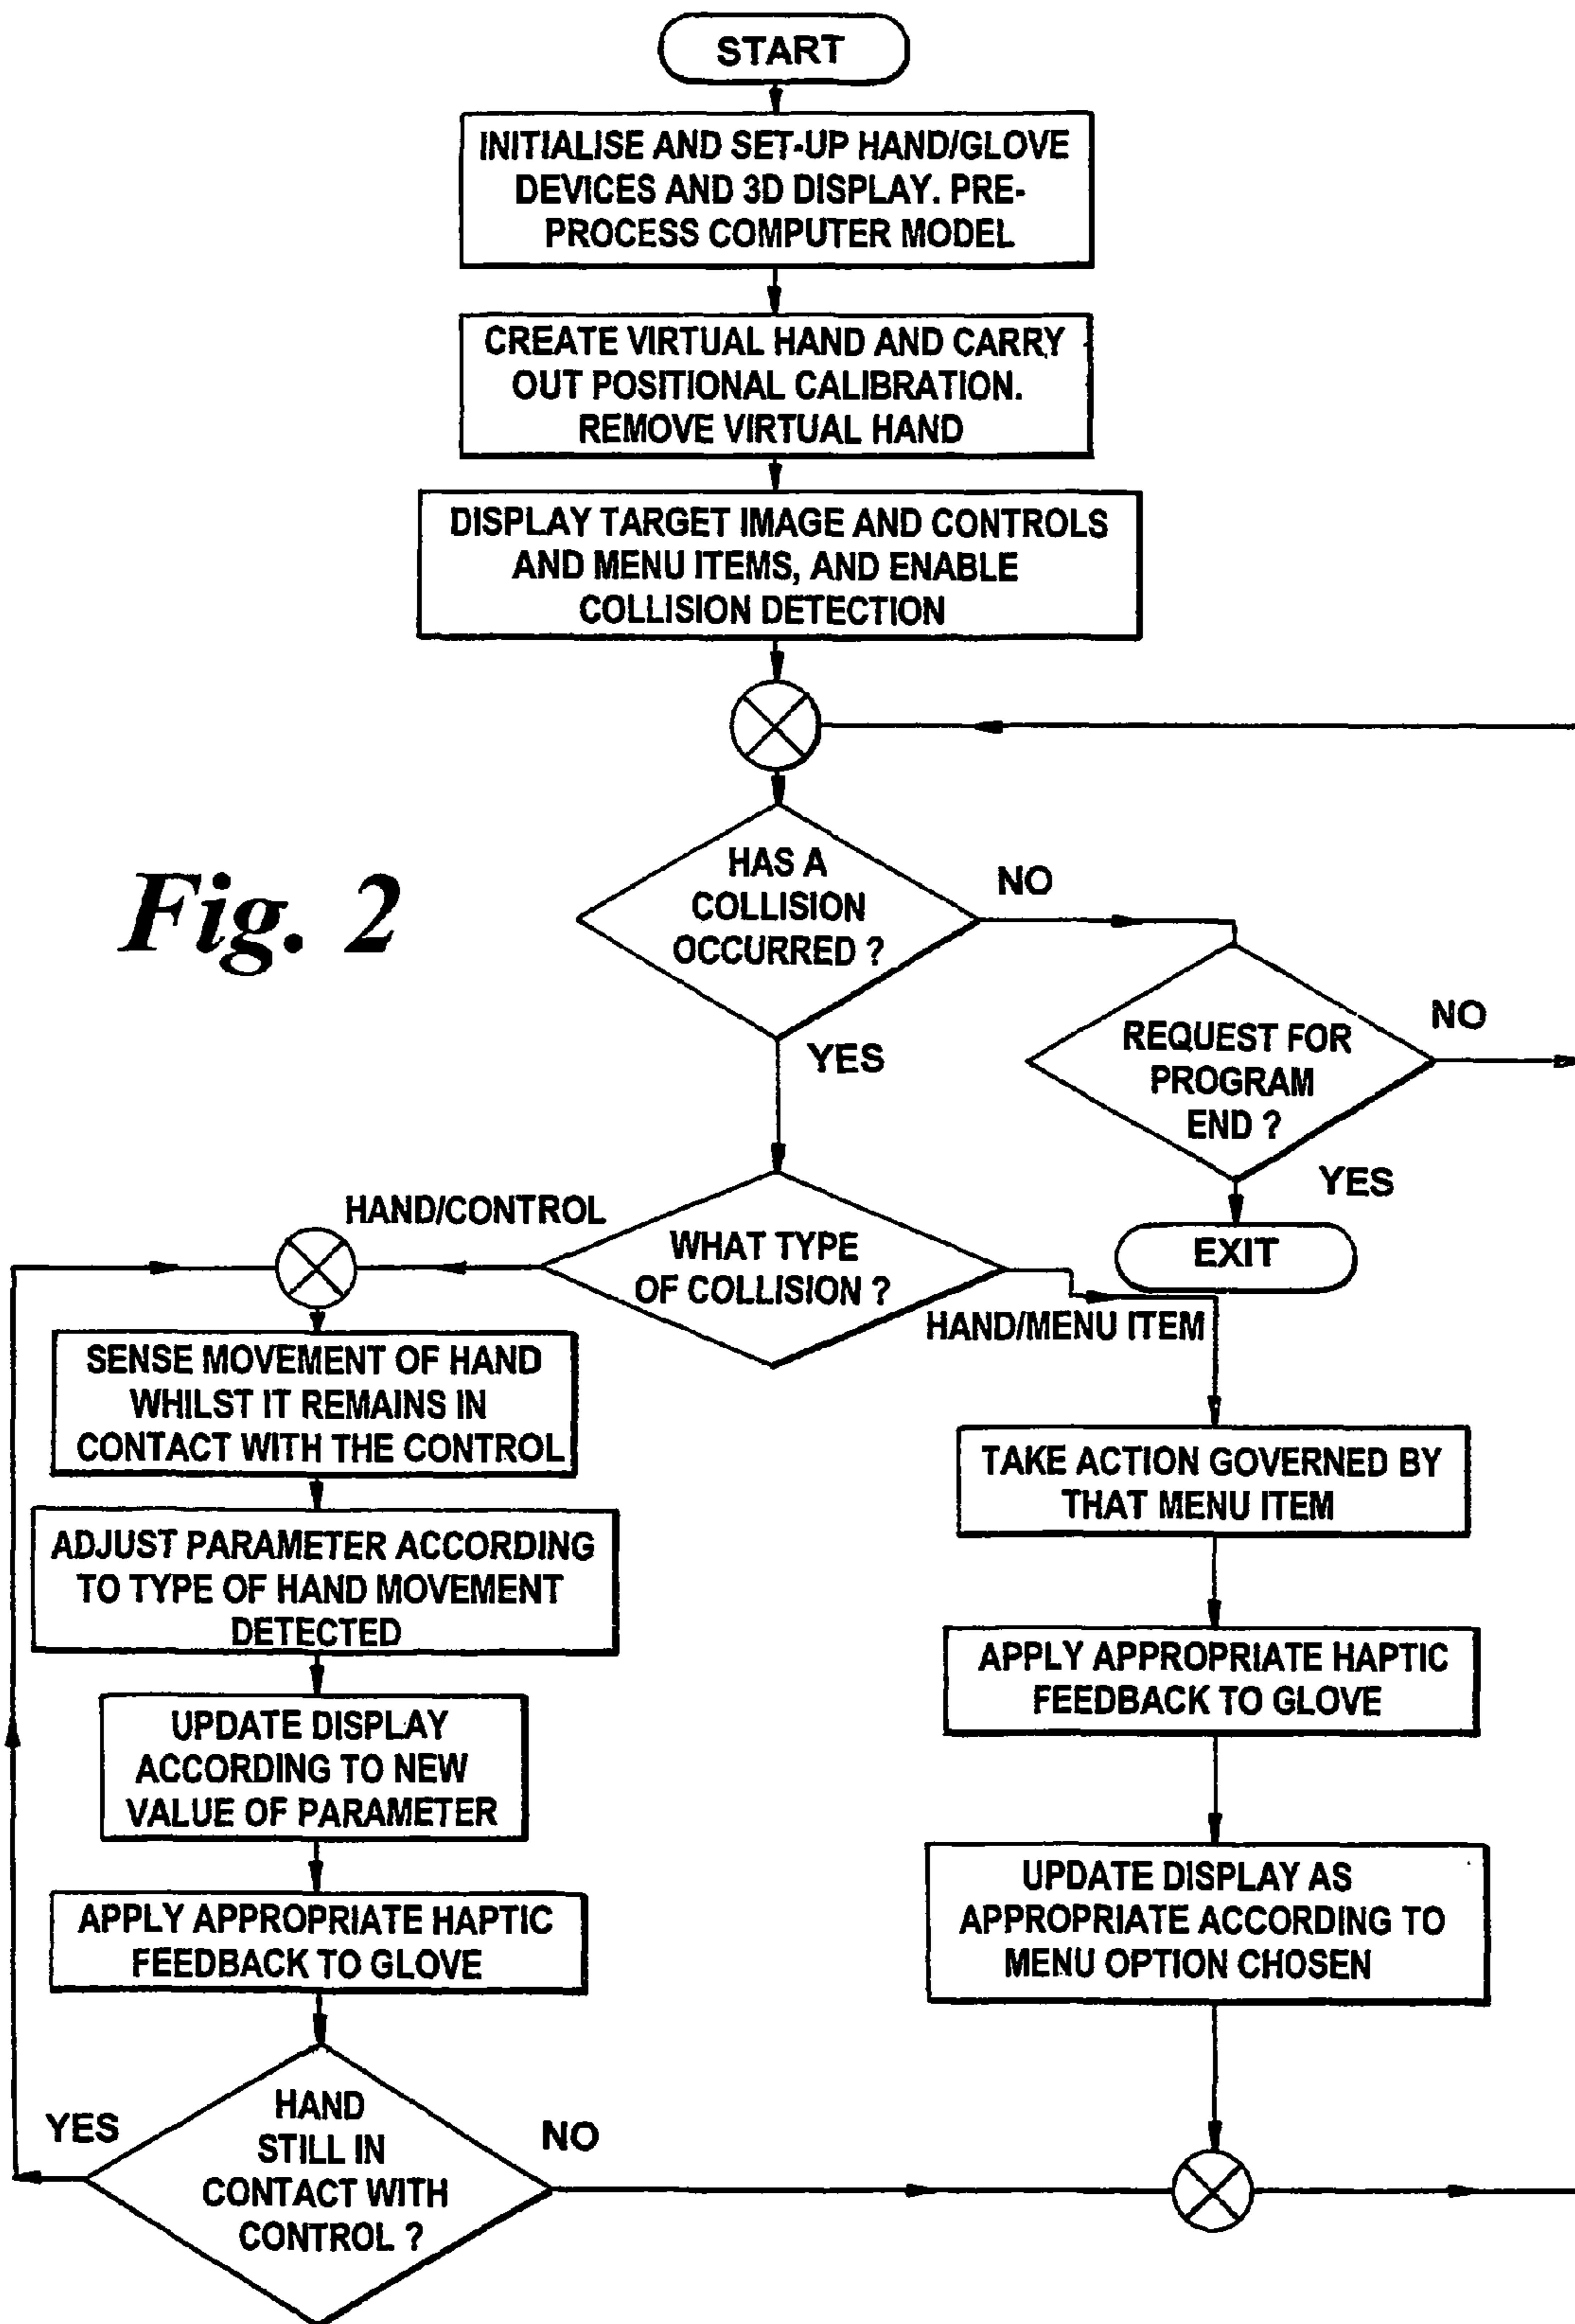 START
INITIALISE AND SET-UP HAND/GLOVE
DEVICES AND 3D DISPLAY. PRE-
PROCESS COMPUTER MODEL
CREATE VIRTUAL HAND AND CARRY
OUT POSITIONAL CALIBRATION.
REMOVE VIRTUAL HAND
DISPLAY TARGET IMAGE AND CONTROLS
AND MENU ITEMS, AND ENABLE
COLLISION DETECTION
Fig. 2
HAS A
COLLISION
OCCURRED ?
NO
YES
REQUEST FOR
PROGRAM
END ?
NO
YES
EXIT
WHAT TYPE
OF COLLISION ?
HAND/CONTROL
HAND/MENU ITEM
SENSE MOVEMENT OF HAND
WHILST IT REMAINS IN
CONTACT WITH THE CONTROL
ADJUST PARAMETER ACCORDING
TO TYPE OF HAND MOVEMENT
DETECTED
UPDATE DISPLAY
ACCORDING TO NEW
VALUE OF PARAMETER
APPLY APPROPRIATE HAPTIC
FEEDBACK TO GLOVE
HAND
STILL IN
CONTACT WITH
CONTROL ?
YES
NO
TAKE ACTION GOVERNED BY
THAT MENU ITEM
APPLY APPROPRIATE HAPTIC
FEEDBACK TO GLOVE
UPDATE DISPLAY AS
APPROPRIATE ACCORDING TO
MENU OPTION CHOSEN